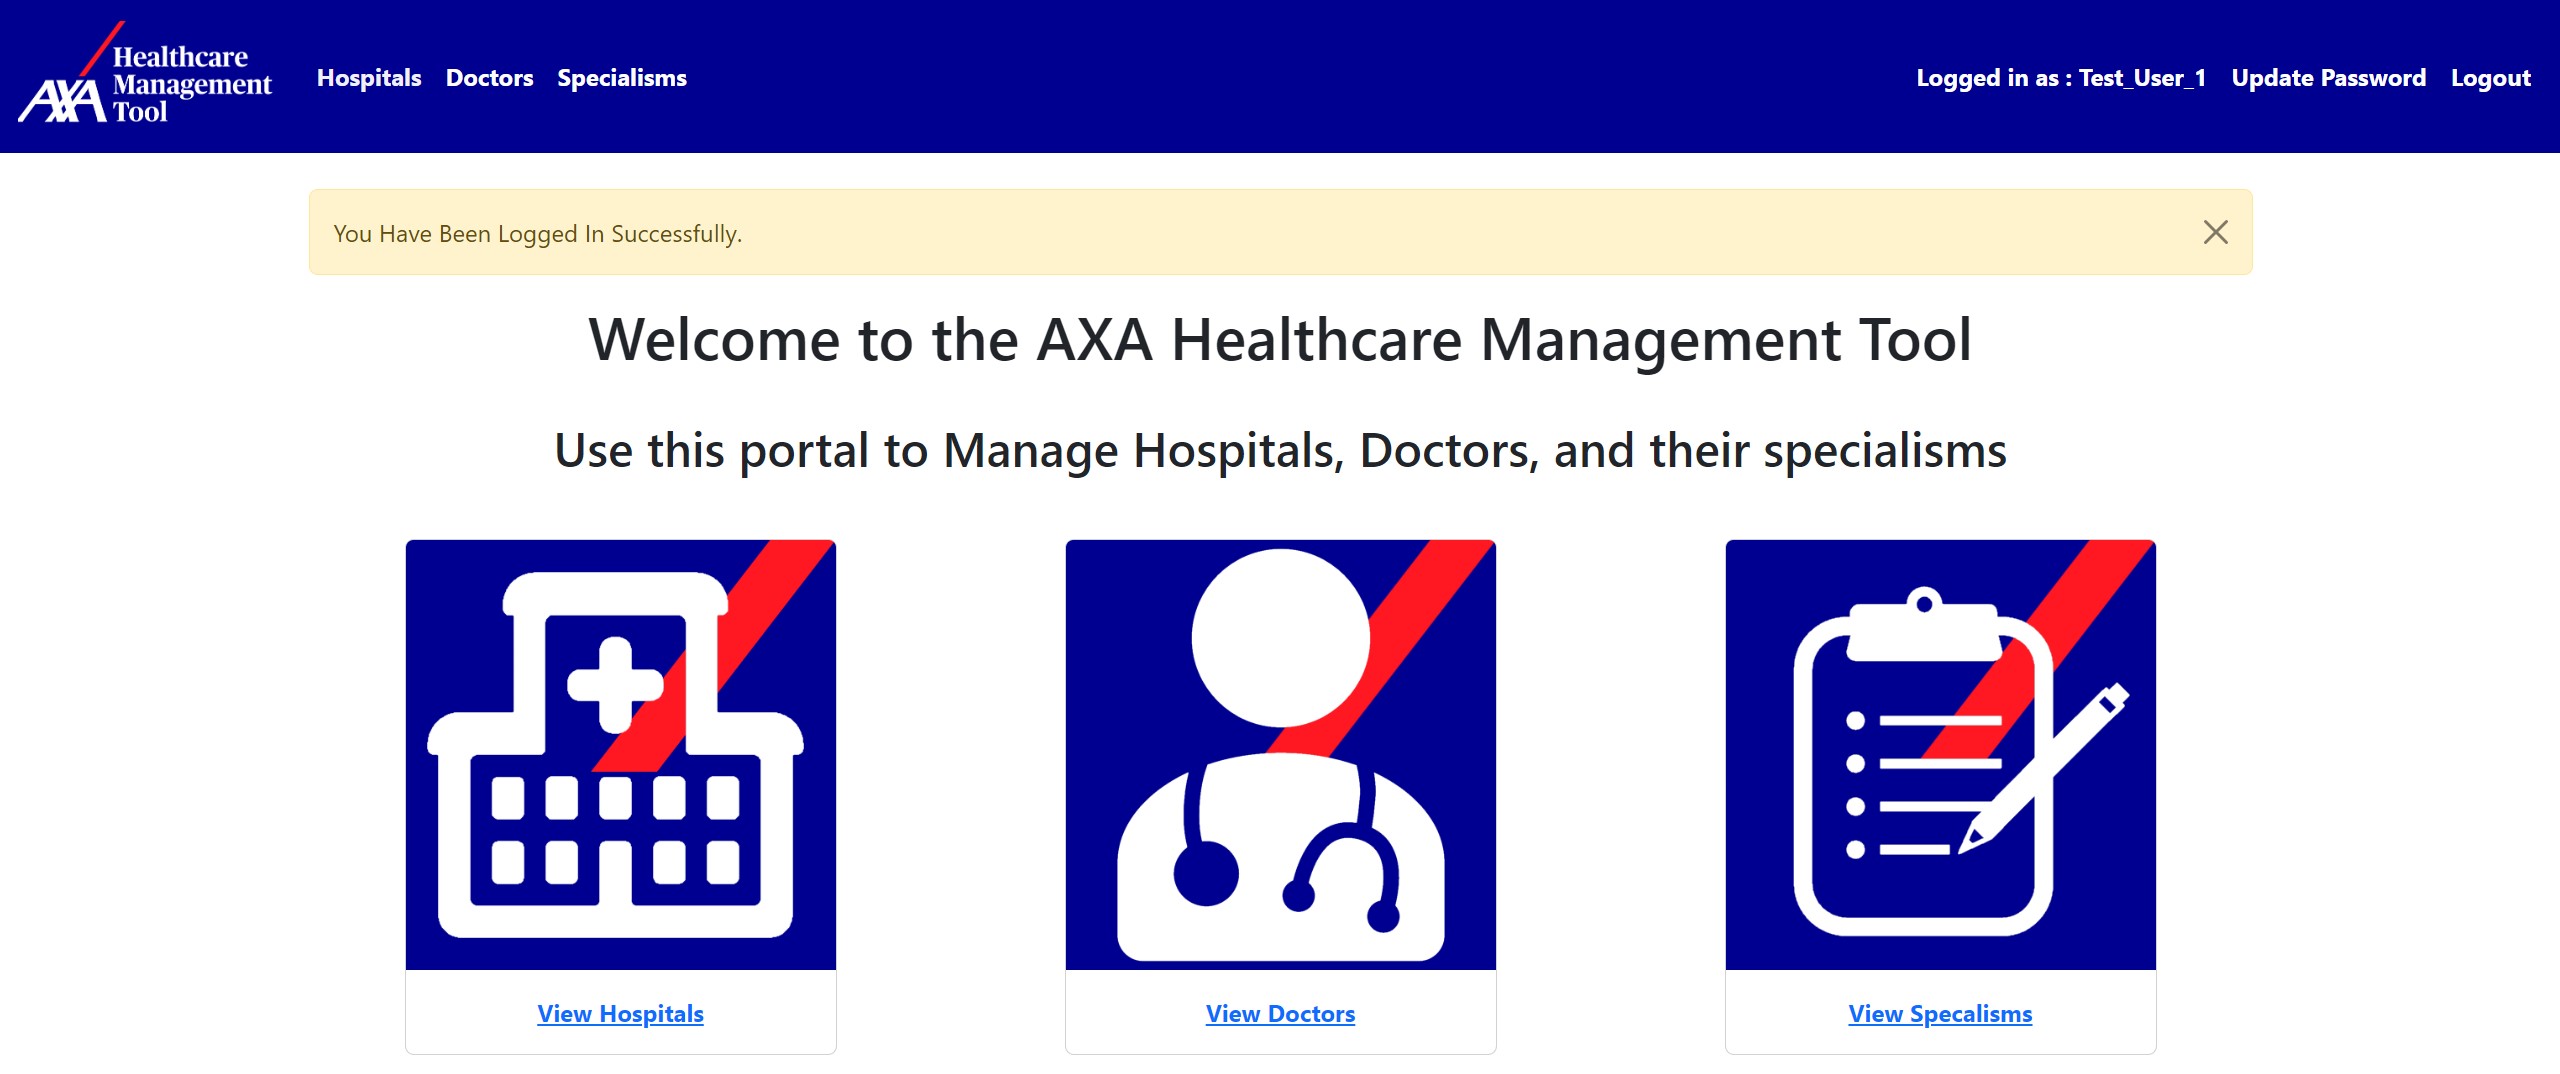 AXA
Healthcare
Management
Tool
Hospitals Doctors Specialisms
Logged in as : Test_User_1 Update Password Logout
You Have Been Logged In Successfully.
Welcome to the AXA Healthcare Management Tool
Use this portal to Manage Hospitals, Doctors, and their specialisms
View Hospitals
View Doctors
View Specalisms